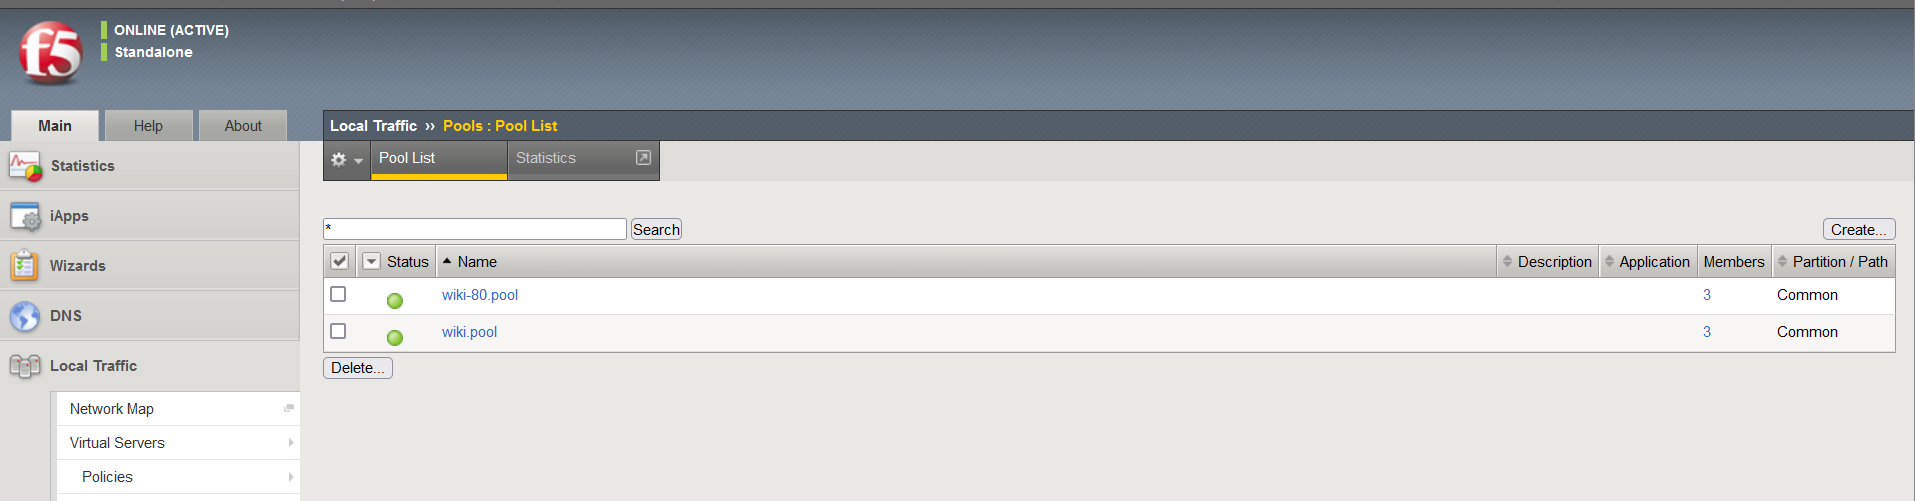 f5
ONLINE (ACTIVE)
Standalone
Main Help About
Local Traffic ›› Pools : Pool List
Pool List Statistics
Statistics
iApps
Wizards
DNS
Local Traffic
Network Map
Virtual Servers
Policies
* Search Create...
Status Name Description Application Members Partition / Path
wiki-80.pool 3 Common
wiki.pool 3 Common
Delete...